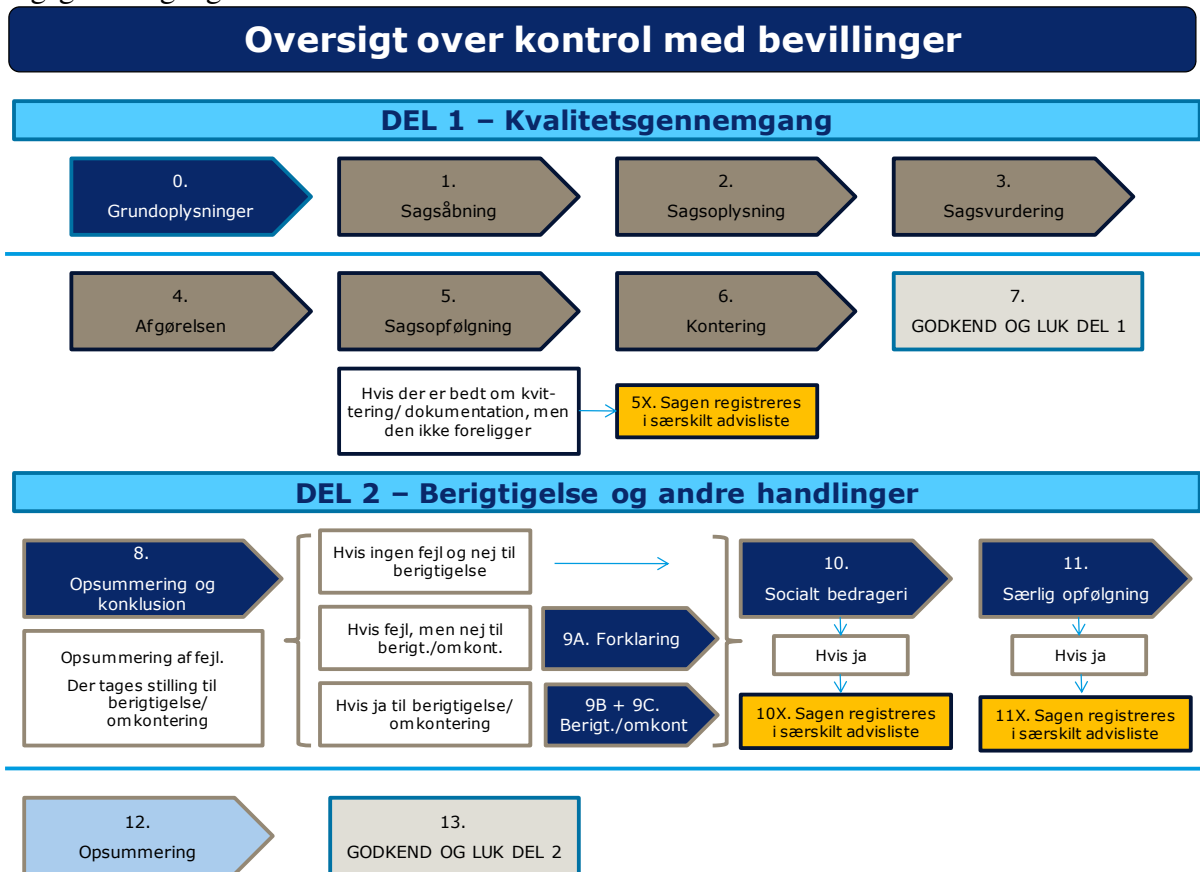 Oversigt over kontrol med bevillinger
DEL 1 – Kvalitetsgennemgang
0.
Grundoplysninger
1.
Sagsåbning
2.
Sagsoplysning
3.
Sagsvurdering
4.
Afgørelsen
5.
Sagsopfølgning
6.
Kontering
7.
GODKEND OG LUK DEL 1
Hvis der er bedt om kvit-
tering/ dokumentation, men
den ikke foreligger
5X. Sagen registreres
i særskilt advisliste
DEL 2 – Berigtigelse og andre handlinger
8.
Opsummering og
konklusion
Opsummering af fejl.
Der tages stilling til
berigtigelse/
omkontering
Hvis ingen fejl og nej til
berigtigelse
Hvis fejl, men nej til
berigt./omkont.
9A. Forklaring
Hvis ja til berigtigelse/
omkontering
9B + 9C.
Berigt./omkont
10.
Socialt bedrageri
Hvis ja
10X. Sagen registreres
i særskilt advisliste
11.
Særlig opfølgning
Hvis ja
11X. Sagen registreres
i særskilt advisliste
12.
Opsummering
13.
GODKEND OG LUK DEL 2